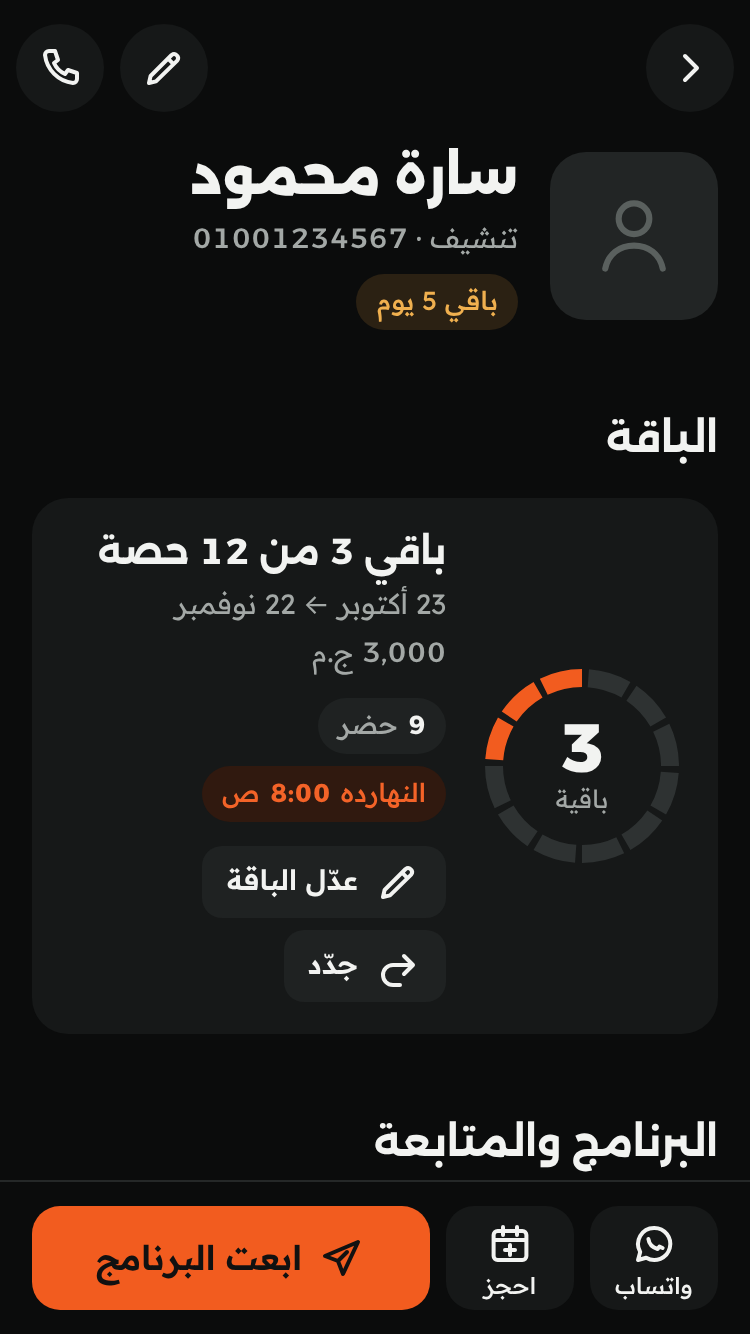 سارة محمود
تنشيف · 01001234567
باقي 5 يوم
الباقة
باقي 3 من 12 حصة
23 أكتوبر ← 22 نوفمبر
3,000 ج.م
9 حضر
النهارده 8:00 ص
3
باقية
عدّل الباقة
جدّد
البرنامج والمتابعة
واتساب
احجز
ابعت البرنامج